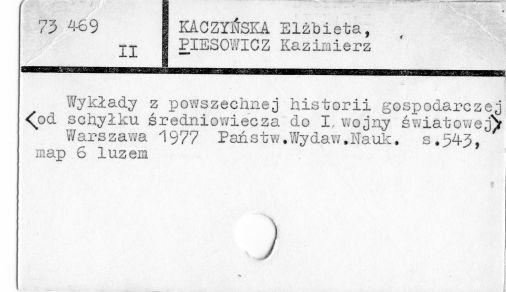 73 469
II
KACZYŃSKA Elżbieta,
PIESOWICZ Kazimierz
Wykłady z powszechnej historii gospodarczej
<od schyłku średniowiecza do I wojny światowej>
Warszawa 1977 Państw.Wydaw.Nauk. s.543,
map 6 luzem